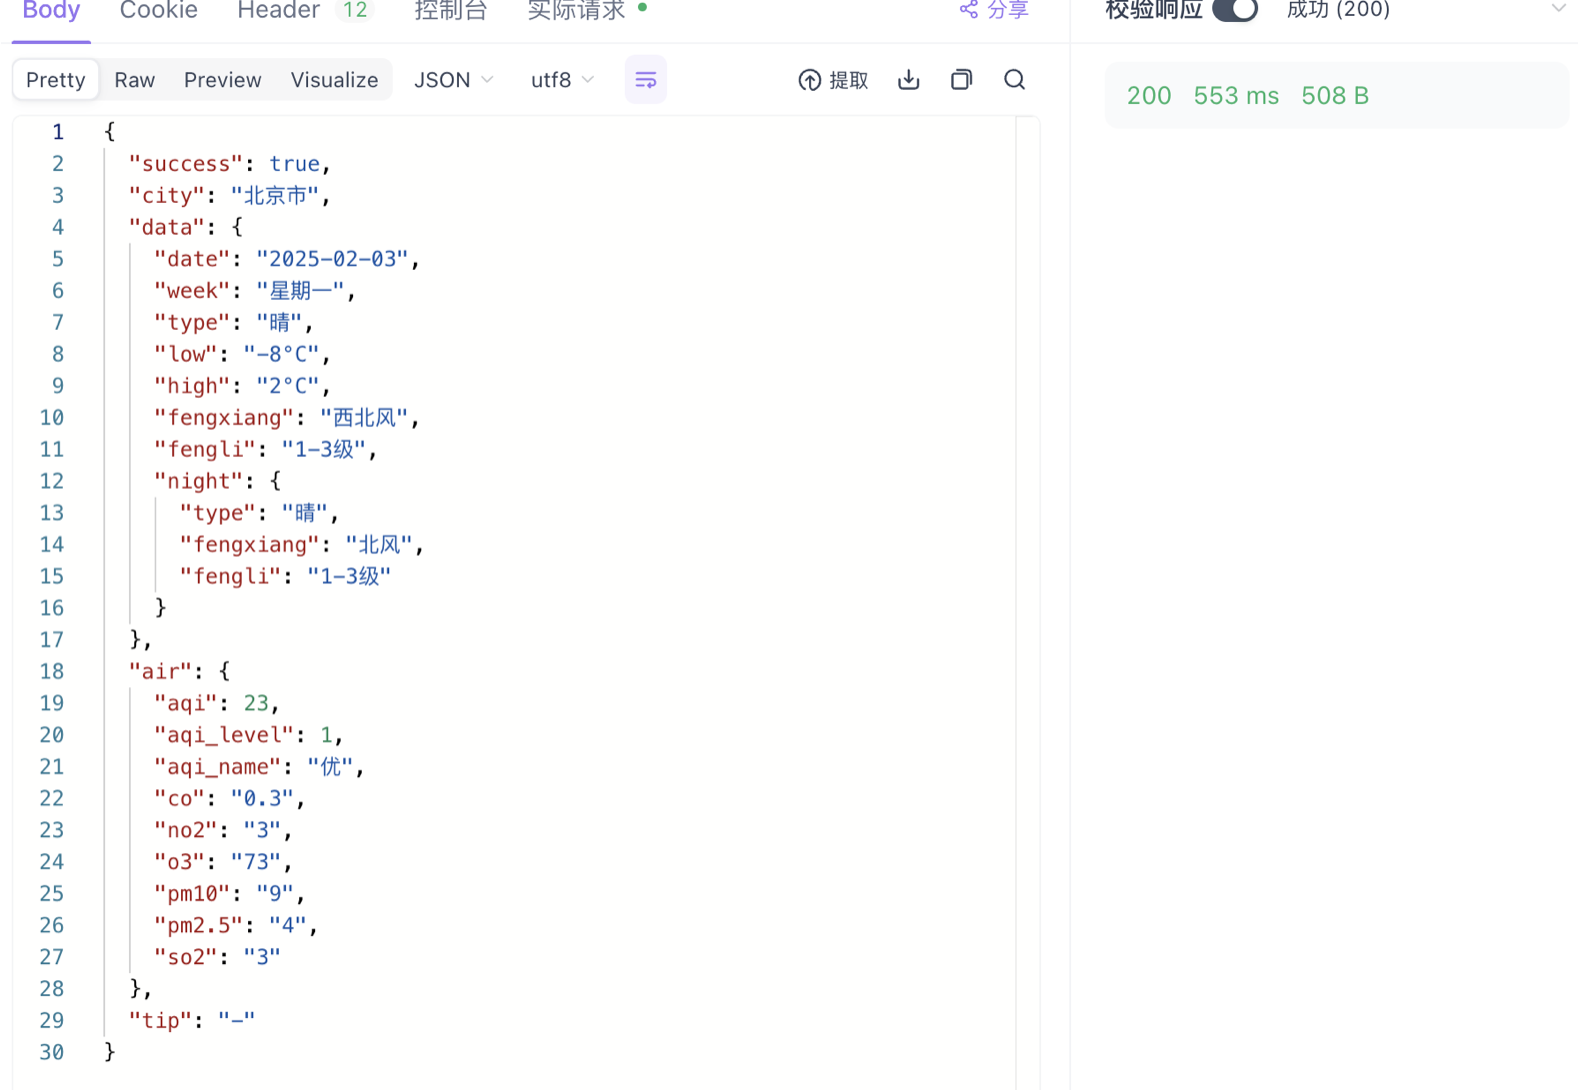 Body Cookie Header 12 控制台 实际请求 分享 校验响应 成功 (200)
Pretty Raw Preview Visualize JSON utf8 提取
200 553 ms 508 B
1 {
2 "success": true,
3 "city": "北京市",
4 "data": {
5 "date": "2025-02-03",
6 "week": "星期一",
7 "type": "晴",
8 "low": "-8°C",
9 "high": "2°C",
10 "fengxiang": "西北风",
11 "fengli": "1-3级",
12 "night": {
13 "type": "晴",
14 "fengxiang": "北风",
15 "fengli": "1-3级"
16 }
17 },
18 "air": {
19 "aqi": 23,
20 "aqi_level": 1,
21 "aqi_name": "优",
22 "co": "0.3",
23 "no2": "3",
24 "o3": "73",
25 "pm10": "9",
26 "pm2.5": "4",
27 "so2": "3"
28 },
29 "tip": "-"
30 }